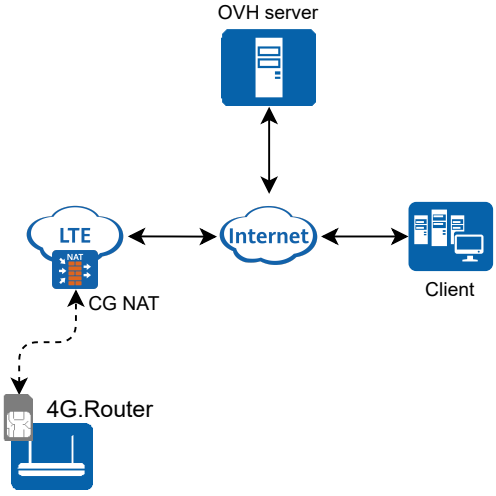 OVH server
LTE
Internet
NAT
Client
CG NAT
4G.Router